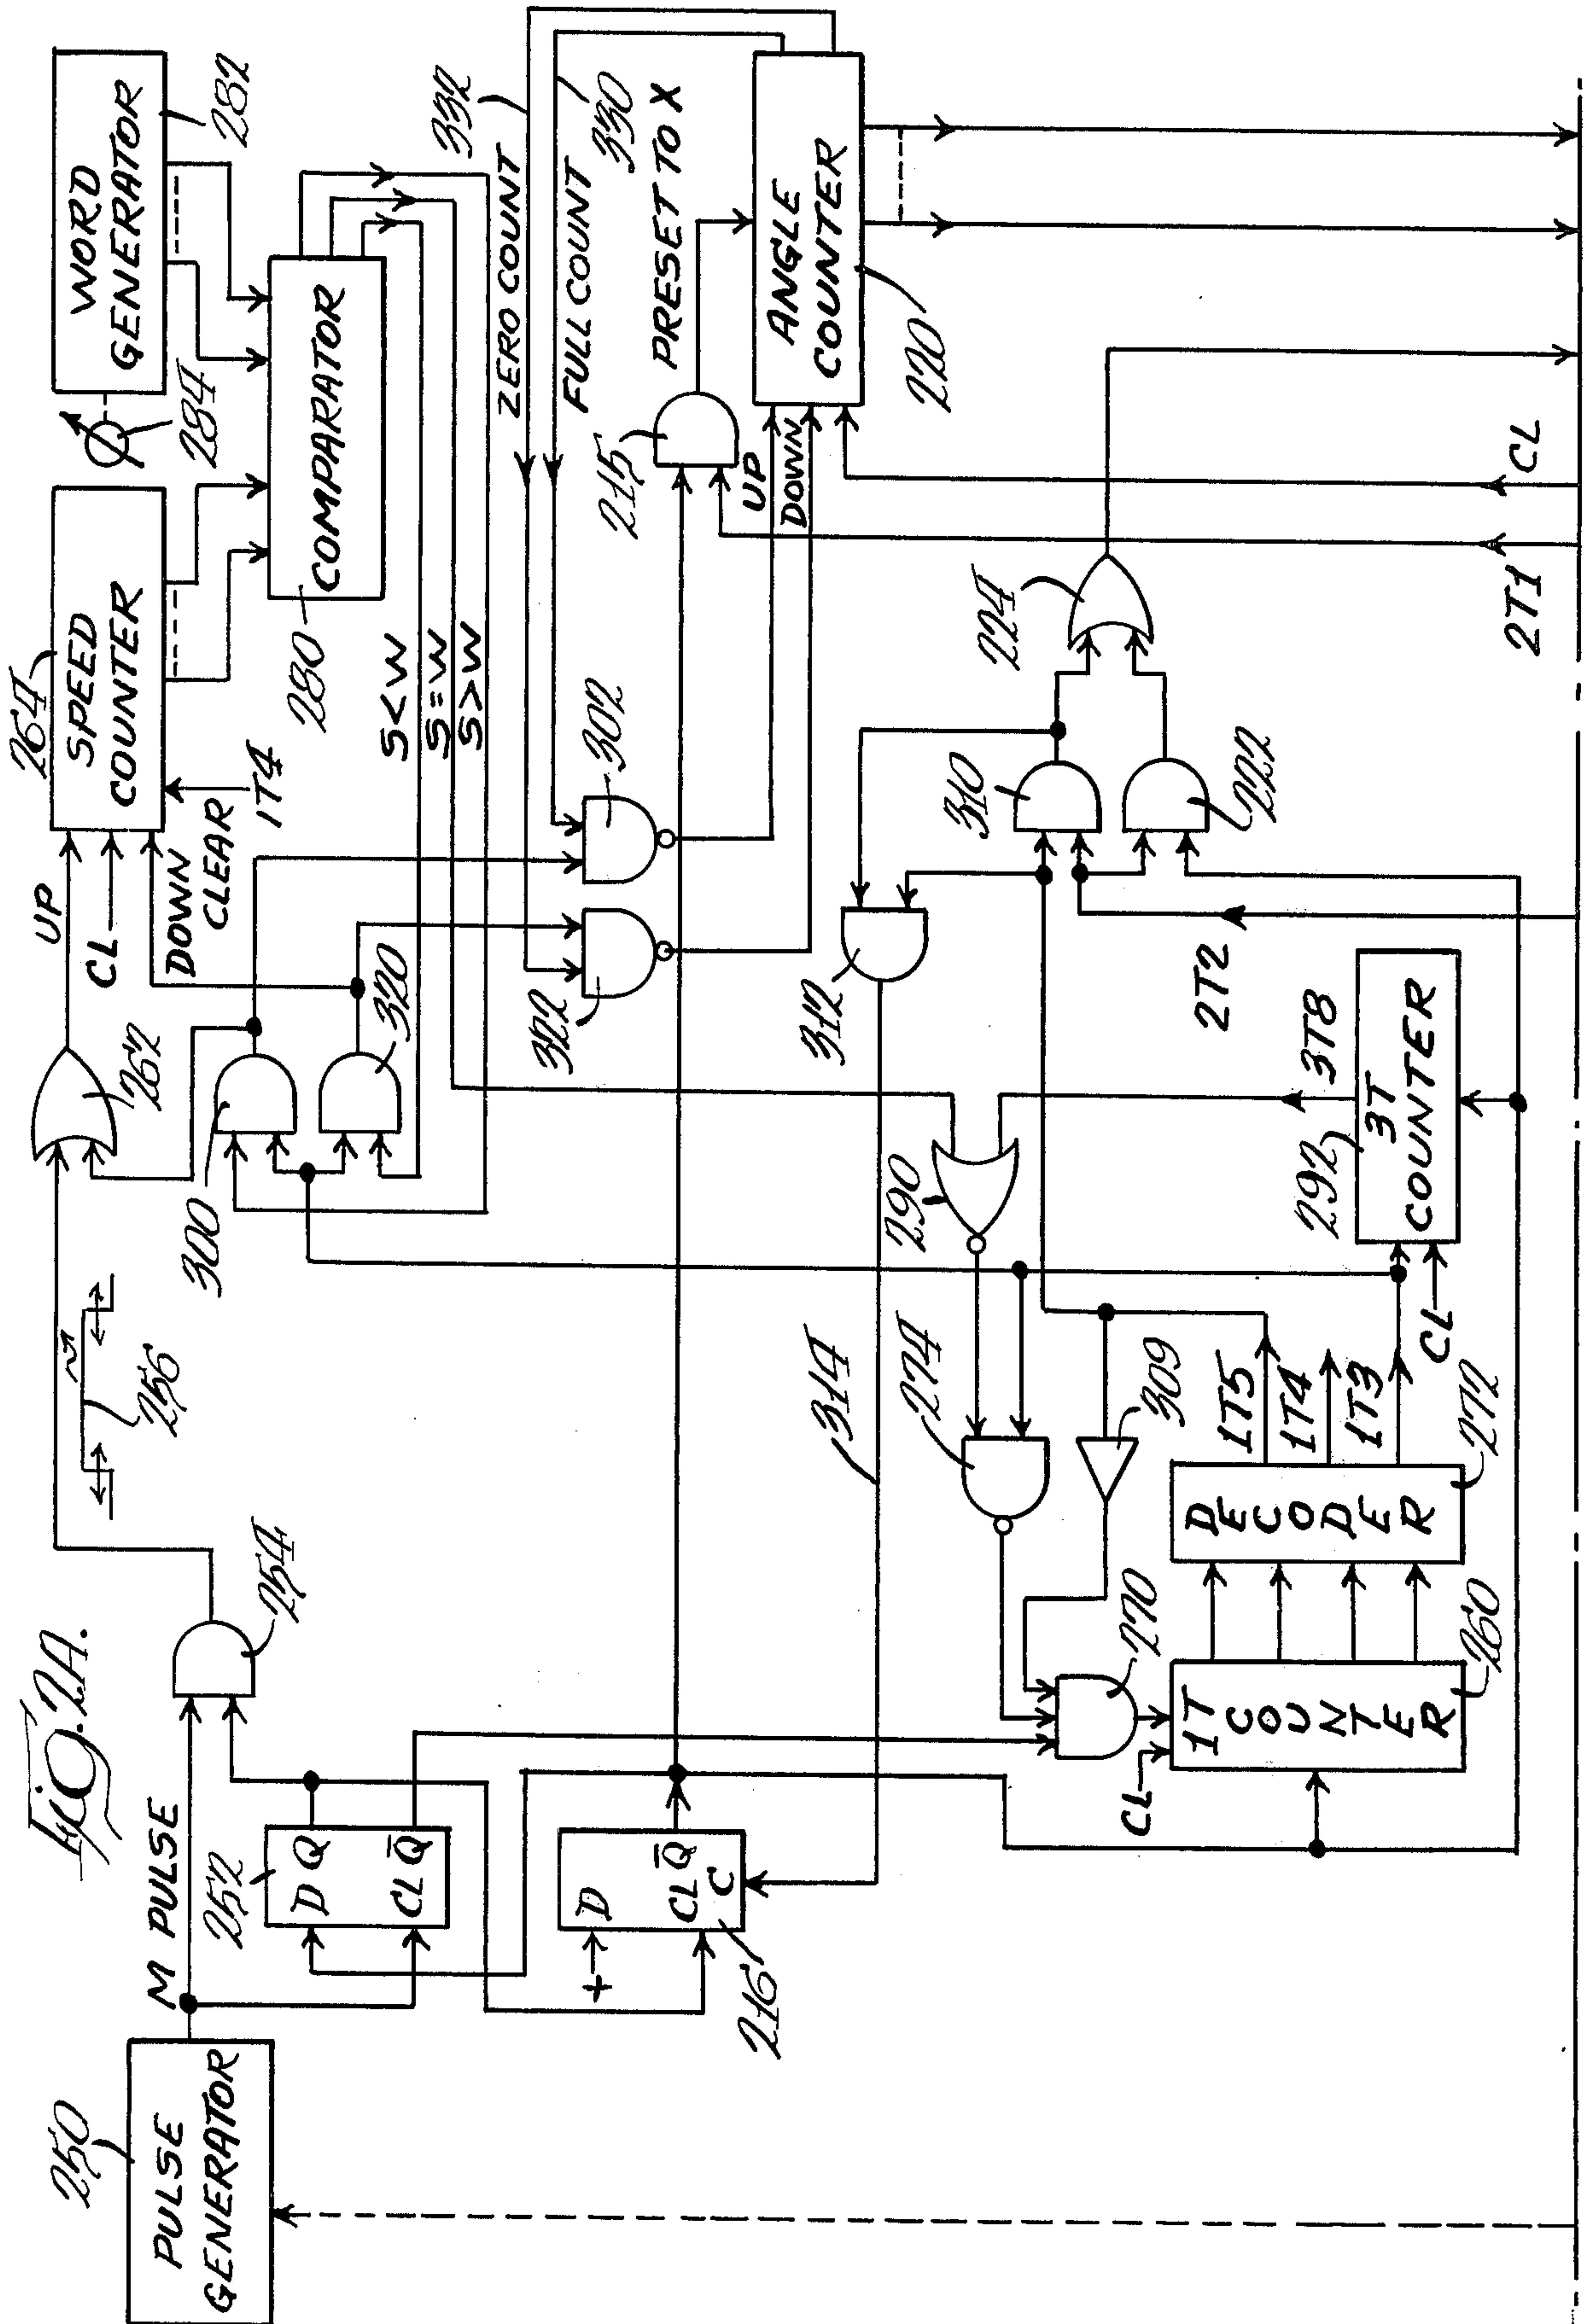 Fig. 2A.
250
PULSE
GENERATOR
M PULSE
252
D Q
CL Q̅
254
256
UP
CL
DOWN
CLEAR
1T4
262
264
SPEED
COUNTER
284
WORD
GENERATOR
282
280
COMPARATOR
S<W
S=W
S>W
300
320
322
302
ZERO COUNT
332
FULL COUNT
330
PRESET TO X
215
UP
DOWN
ANGLE
COUNTER
220
+
D
CL Q̅
C
216
314
312
310
222
224
2T2
2T1
CL
290
274
309
270
CL
1T
COUNTER
260
DECODER
272
1T5
1T4
1T3
CL
292
3T
COUNTER
3T8